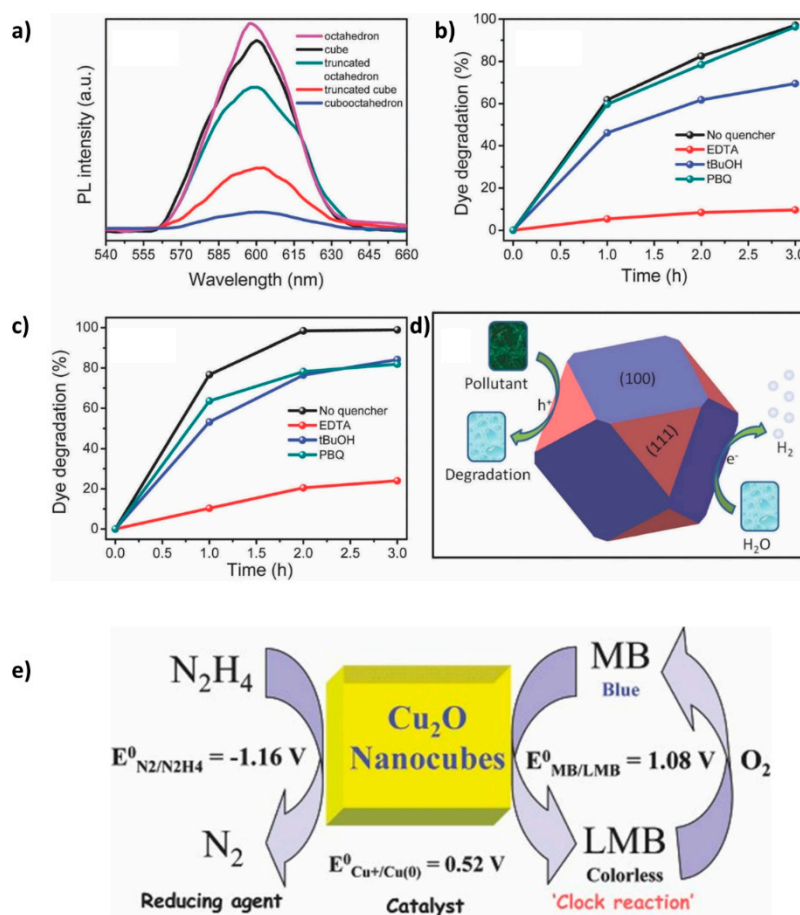 a)
octahedron
cube
truncated
octahedron
truncated cube
cubooctahedron
PL intensity (a.u.)
540 555 570 585 600 615 630 645 660
Wavelength (nm)
b)
100
80
60
40
20
0
Dye degradation (%)
No quencher
EDTA
tBuOH
PBQ
0.0 0.5 1.0 1.5 2.0 2.5 3.0
Time (h)
c)
100
80
60
40
20
0
Dye degradation (%)
No quencher
EDTA
tBuOH
PBQ
0.0 0.5 1.0 1.5 2.0 2.5 3.0
Time (h)
d)
Pollutant
h⁺
Degradation
(100)
(111)
e⁻
H₂
H₂O
e)
N₂H₄
E⁰N2/N2H4 = -1.16 V
N₂
Reducing agent
Cu₂O
Nanocubes
E⁰Cu+/Cu(0) = 0.52 V
Catalyst
MB
Blue
E⁰MB/LMB = 1.08 V
O₂
LMB
Colorless
'Clock reaction'